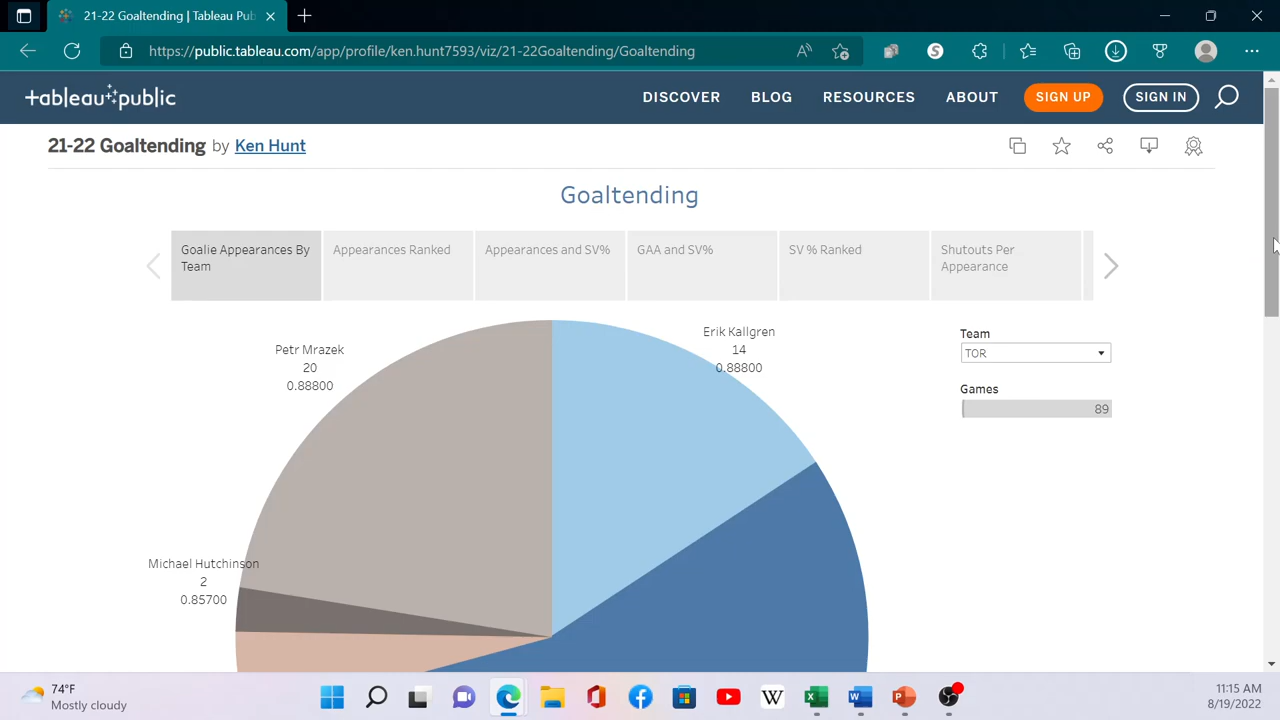 21-22 Goaltending | Tableau Pub
https://public.tableau.com/app/profile/ken.hunt7593/viz/21-22Goaltending/Goaltending
+ableau+public
DISCOVER
BLOG
RESOURCES
ABOUT
SIGN UP
SIGN IN
21-22 Goaltending by Ken Hunt
Goaltending
Goalie Appearances By
Team
Appearances Ranked
Appearances and SV%
GAA and SV%
SV % Ranked
Shutouts Per
Appearance
Erik Kallgren
14
0.88800
Petr Mrazek
20
0.88800
Michael Hutchinson
2
0.85700
Team
TOR
Games
89
74°F
Mostly cloudy
11:15 AM
8/19/2022